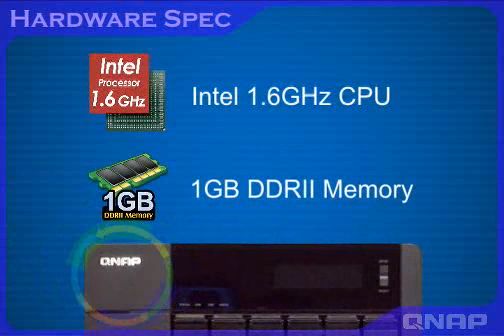 Hardware Spec
Intel
Processor
1.6 GHz
Intel 1.6GHz CPU
1GB
DDRII Memory
1GB DDRII Memory
QNAP
QNAP